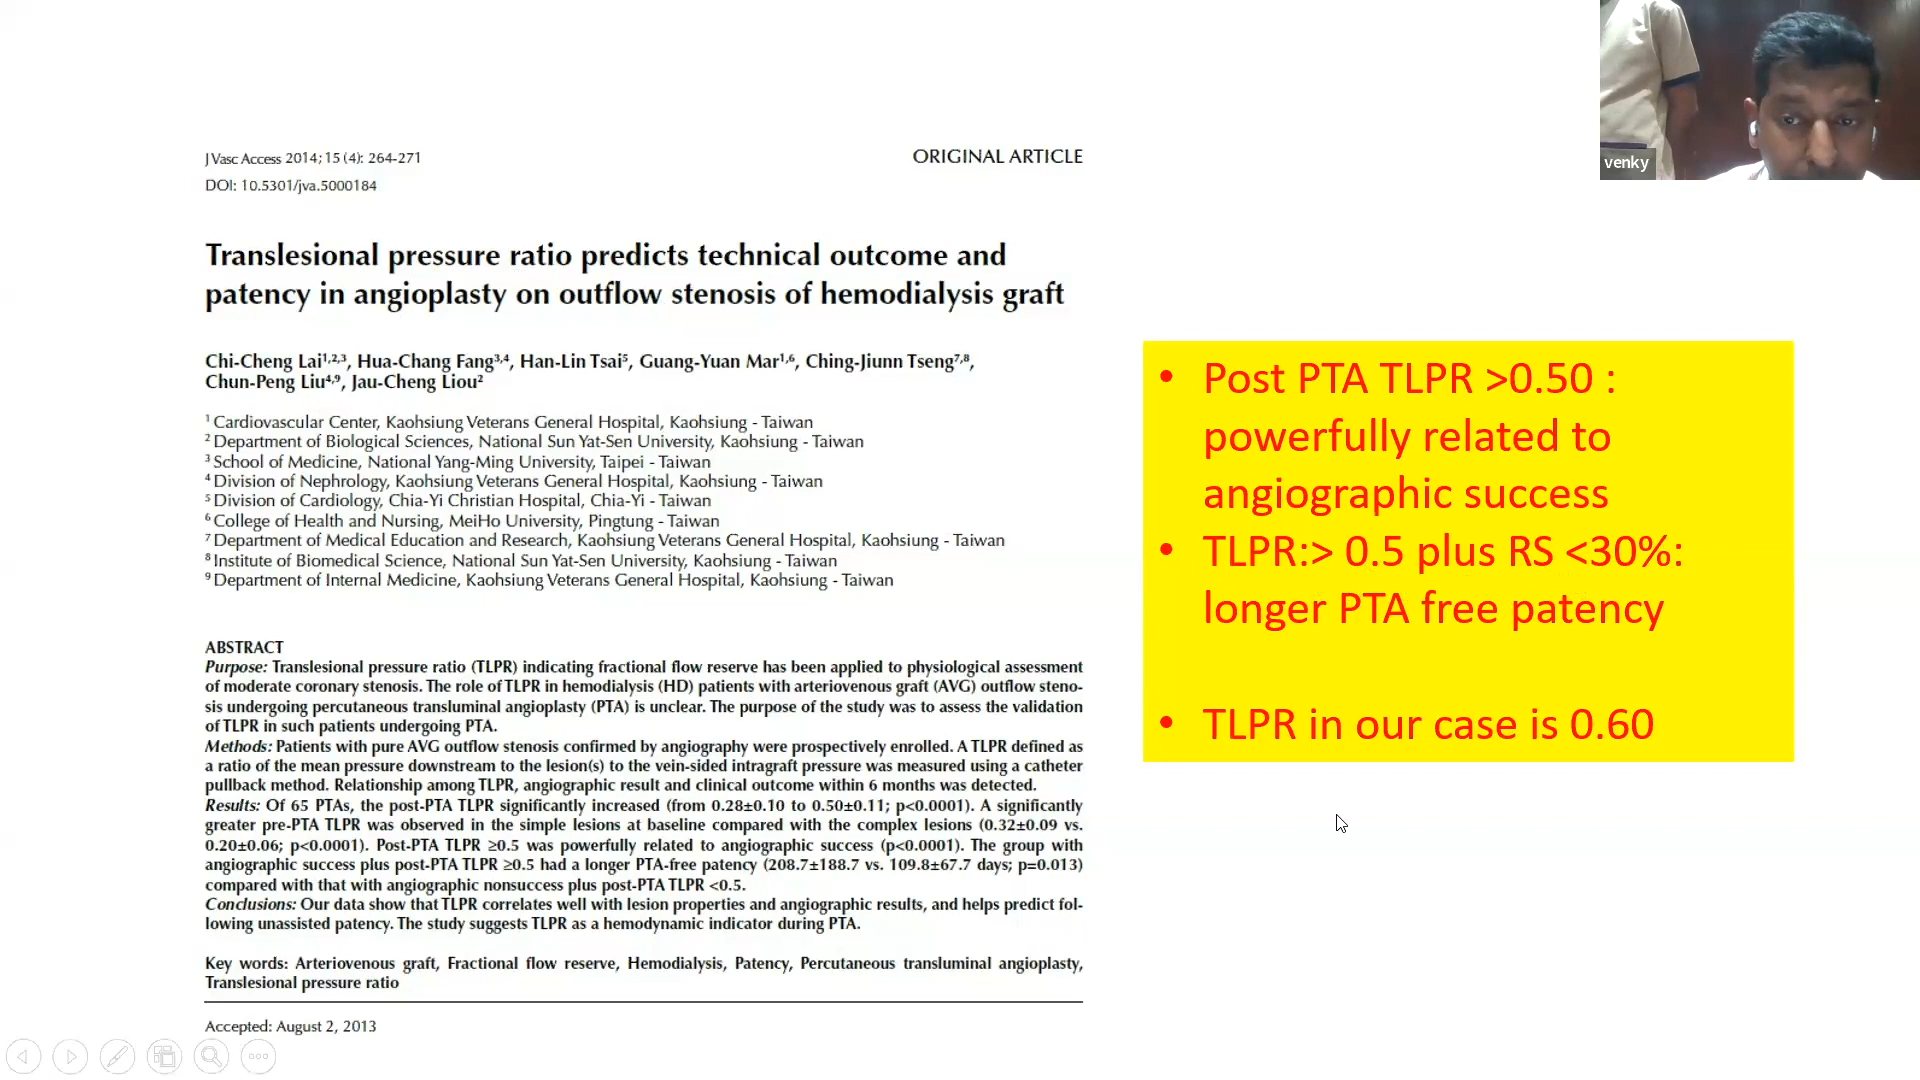 venky
J Vasc Access 2014; 15 (4): 264-271
ORIGINAL ARTICLE
DOI: 10.5301/jva.5000184
Translesional pressure ratio predicts technical outcome and
patency in angioplasty on outflow stenosis of hemodialysis graft
Chi-Cheng Lai1,2,3, Hua-Chang Fang3,4, Han-Lin Tsai5, Guang-Yuan Mar1,6, Ching-Jiunn Tseng7,8,
Chun-Peng Liu4,9, Jau-Cheng Liou2
1 Cardiovascular Center, Kaohsiung Veterans General Hospital, Kaohsiung - Taiwan
2 Department of Biological Sciences, National Sun Yat-Sen University, Kaohsiung - Taiwan
3 School of Medicine, National Yang-Ming University, Taipei - Taiwan
4 Division of Nephrology, Kaohsiung Veterans General Hospital, Kaohsiung - Taiwan
5 Division of Cardiology, Chia-Yi Christian Hospital, Chia-Yi - Taiwan
6 College of Health and Nursing, MeiHo University, Pingtung - Taiwan
7 Department of Medical Education and Research, Kaohsiung Veterans General Hospital, Kaohsiung - Taiwan
8 Institute of Biomedical Science, National Sun Yat-Sen University, Kaohsiung - Taiwan
9 Department of Internal Medicine, Kaohsiung Veterans General Hospital, Kaohsiung - Taiwan
ABSTRACT
Purpose: Translesional pressure ratio (TLPR) indicating fractional flow reserve has been applied to physiological assessment
of moderate coronary stenosis. The role of TLPR in hemodialysis (HD) patients with arteriovenous graft (AVG) outflow steno-
sis undergoing percutaneous transluminal angioplasty (PTA) is unclear. The purpose of the study was to assess the validation
of TLPR in such patients undergoing PTA.
Methods: Patients with pure AVG outflow stenosis confirmed by angiography were prospectively enrolled. A TLPR defined as
a ratio of the mean pressure downstream to the lesion(s) to the vein-sided intragraft pressure was measured using a catheter
pullback method. Relationship among TLPR, angiographic result and clinical outcome within 6 months was detected.
Results: Of 65 PTAs, the post-PTA TLPR significantly increased (from 0.28±0.10 to 0.50±0.11; p<0.0001). A significantly
greater pre-PTA TLPR was observed in the simple lesions at baseline compared with the complex lesions (0.32±0.09 vs.
0.20±0.06; p<0.0001). Post-PTA TLPR ≥0.5 was powerfully related to angiographic success (p<0.0001). The group with
angiographic success plus post-PTA TLPR ≥0.5 had a longer PTA-free patency (208.7±188.7 vs. 109.8±67.7 days; p=0.013)
compared with that with angiographic nonsuccess plus post-PTA TLPR <0.5.
Conclusions: Our data show that TLPR correlates well with lesion properties and angiographic results, and helps predict fol-
lowing unassisted patency. The study suggests TLPR as a hemodynamic indicator during PTA.
Key words: Arteriovenous graft, Fractional flow reserve, Hemodialysis, Patency, Percutaneous transluminal angioplasty,
Translesional pressure ratio
Accepted: August 2, 2013
• Post PTA TLPR >0.50 :
powerfully related to
angiographic success
• TLPR:> 0.5 plus RS <30%:
longer PTA free patency
• TLPR in our case is 0.60